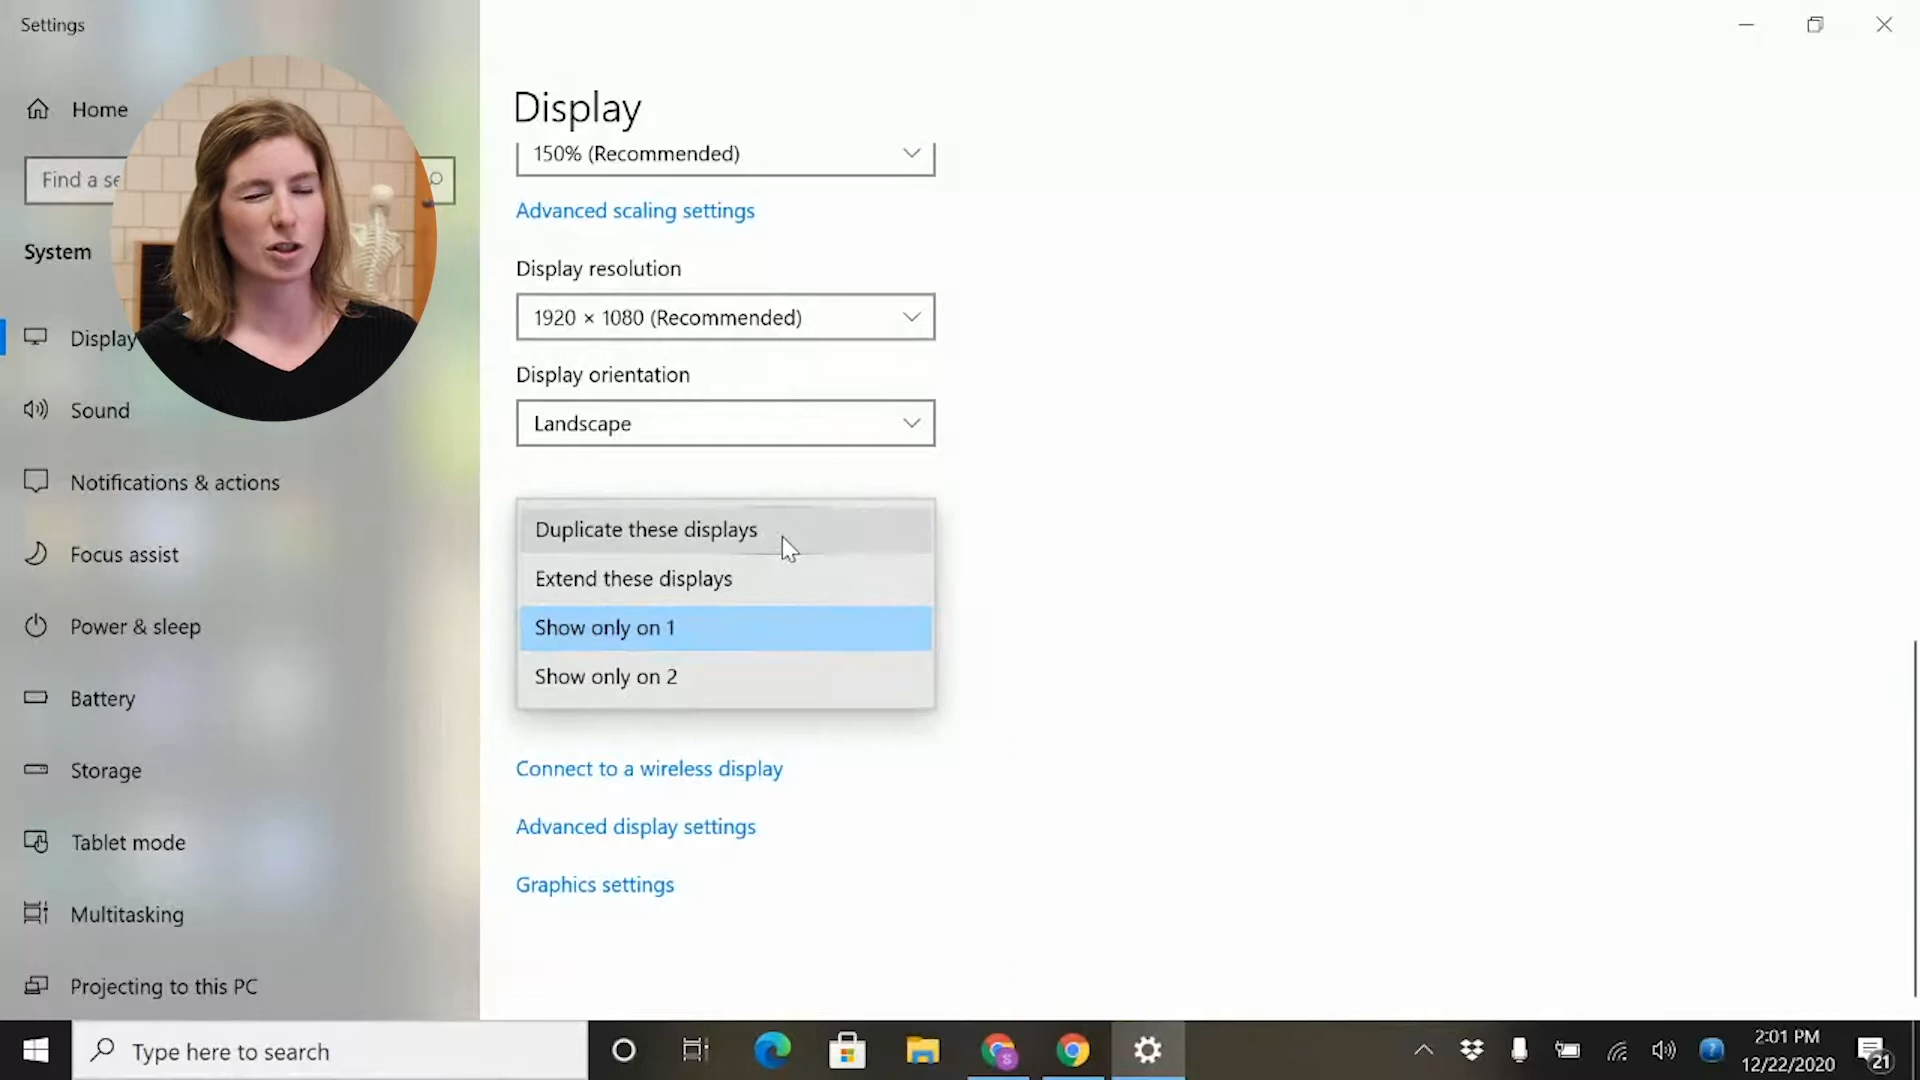 Settings
Home
Find a se
System
Display
Sound
Notifications & actions
Focus assist
Power & sleep
Battery
Storage
Tablet mode
Multitasking
Projecting to this PC
Display
150% (Recommended)
Advanced scaling settings
Display resolution
1920 × 1080 (Recommended)
Display orientation
Landscape
Duplicate these displays
Extend these displays
Show only on 1
Show only on 2
Connect to a wireless display
Advanced display settings
Graphics settings
Type here to search
S
?
2:01 PM
12/22/2020
21